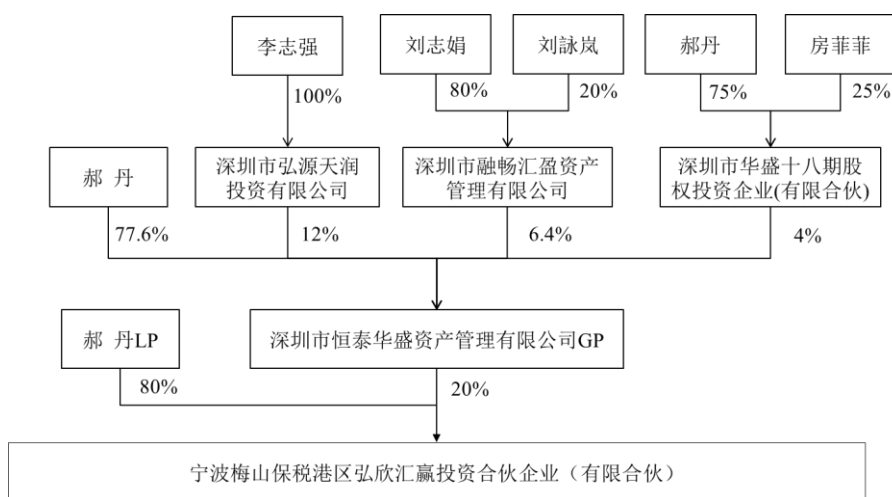 李志强
刘志娟
刘詠岚
郝丹
房菲菲
100%
80%
20%
75%
25%
郝 丹
深圳市弘源天润
投资有限公司
深圳市融畅汇盈资产
管理有限公司
深圳市华盛十八期股
权投资企业(有限合伙)
77.6%
12%
6.4%
4%
郝 丹LP
深圳市恒泰华盛资产管理有限公司GP
80%
20%
宁波梅山保税港区弘欣汇赢投资合伙企业（有限合伙）